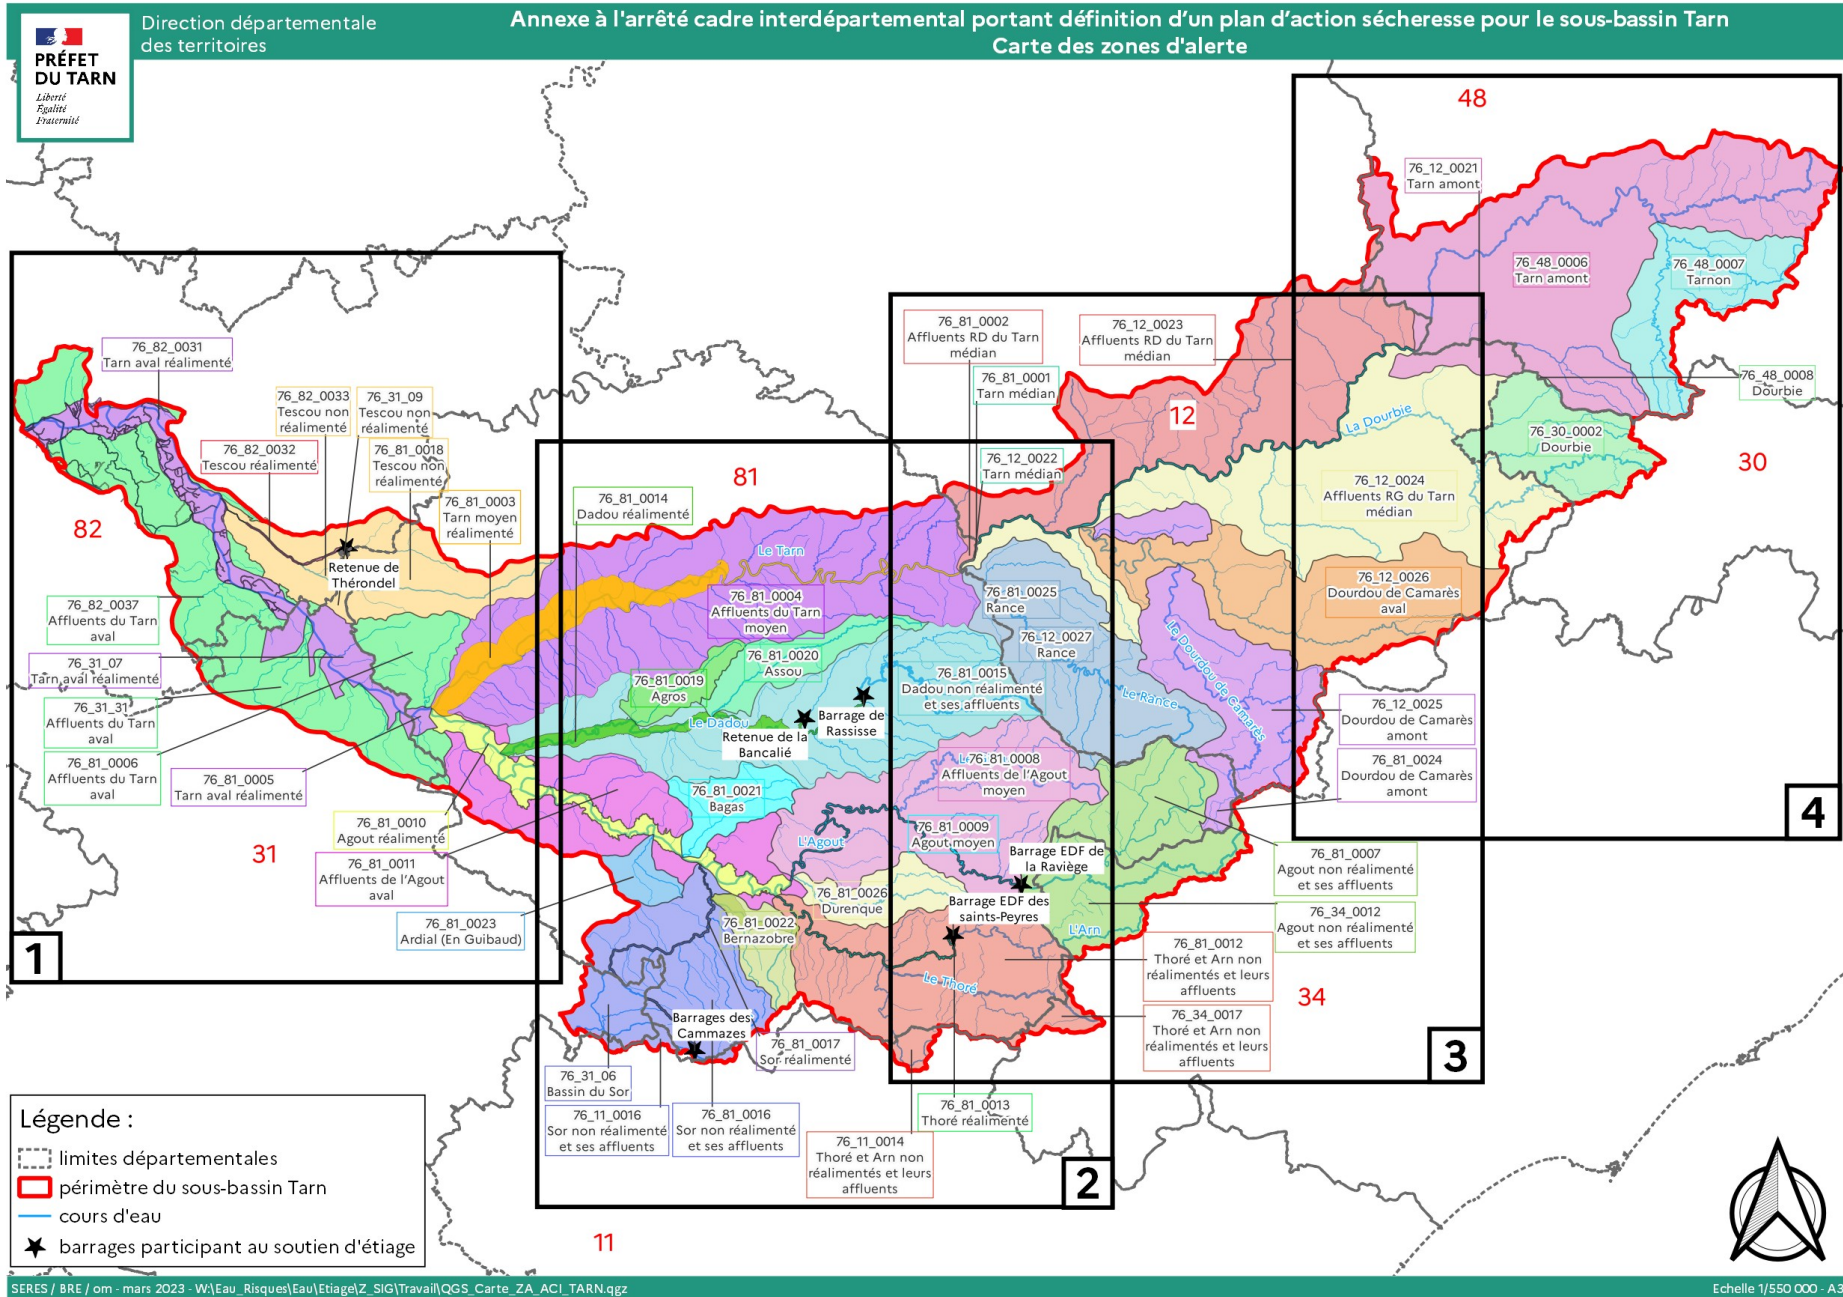 PRÉFET
DU TARN
Liberté
Égalité
Fraternité
Direction départementale
des territoires
Annexe à l'arrêté cadre interdépartemental portant définition d’un plan d’action sécheresse pour le sous-bassin Tarn
Carte des zones d'alerte
48
76_12_0021
Tarn amont
76_48_0006
Tarn amont
76_48_0007
Tarnon
76_48_0008
Dourbie
76_30_0002
Dourbie
30
76_81_0002
Affluents RD du Tarn
médian
76_12_0023
Affluents RD du Tarn
médian
76_81_0001
Tarn médian
12
La Dourbie
76_12_0022
Tarn médian
76_12_0024
Affluents RG du Tarn
médian
76_12_0026
Dourdou de Camarès
aval
76_82_0031
Tarn aval réalimenté
76_82_0033
Tescou non
réalimenté
76_31_09
Tescou non
réalimenté
76_82_0032
Tescou réalimenté
76_81_0018
Tescou non
réalimenté
76_81_0003
Tarn moyen
réalimenté
76_81_0014
Dadou réalimenté
81
82
Retenue de
Thérondel
Le Tarn
76_81_0004
Affluents du Tarn
moyen
76_82_0037
Affluents du Tarn
aval
76_31_07
Tarn aval réalimenté
76_31_31
Affluents du Tarn
aval
76_81_0006
Affluents du Tarn
aval
76_81_0005
Tarn aval réalimenté
76_81_0025
Rance
76_12_0027
Rance
Le Rance
Le Dourdou de Camarès
76_81_0020
Assou
76_81_0019
Agros
76_81_0015
Dadou non réalimenté
et ses affluents
Le Dadou
Retenue de la
Bancalié
Barrage de
Rassisse
76_12_0025
Dourdou de Camarès
amont
76_81_0024
Dourdou de Camarès
amont
76_81_0008
Affluents de l’Agout
moyen
76_81_0021
Bagas
76_81_0010
Agout réalimenté
76_81_0011
Affluents de l’Agout
aval
31
L'Agout
76_81_0009
Agout moyen
Barrage EDF de
la Raviège
76_81_0007
Agout non réalimenté
et ses affluents
76_81_0026
Durenque
Barrage EDF des
saints-Peyres
76_34_0012
Agout non réalimenté
et ses affluents
76_81_0023
Ardial (En Guibaud)
76_81_0022
Bernazobre
L'Arn
76_81_0012
Thoré et Arn non
réalimentés et leurs
affluents
34
Le Thoré
76_34_0017
Thoré et Arn non
réalimentés et leurs
affluents
Barrages des
Cammazes
76_81_0017
Sor réalimenté
76_31_06
Bassin du Sor
76_11_0016
Sor non réalimenté
et ses affluents
76_81_0016
Sor non réalimenté
et ses affluents
76_81_0013
Thoré réalimenté
76_11_0014
Thoré et Arn non
réalimentés et leurs
affluents
11
1
2
3
4
Légende :
limites départementales
périmètre du sous-bassin Tarn
cours d'eau
barrages participant au soutien d'étiage
SERES / BRE / om - mars 2023 - W:\Eau_Risques\Eau\Etiage\Z_SIG\Travail\QGS_Carte_ZA_ACI_TARN.qgz
Echelle 1/550 000 - A3